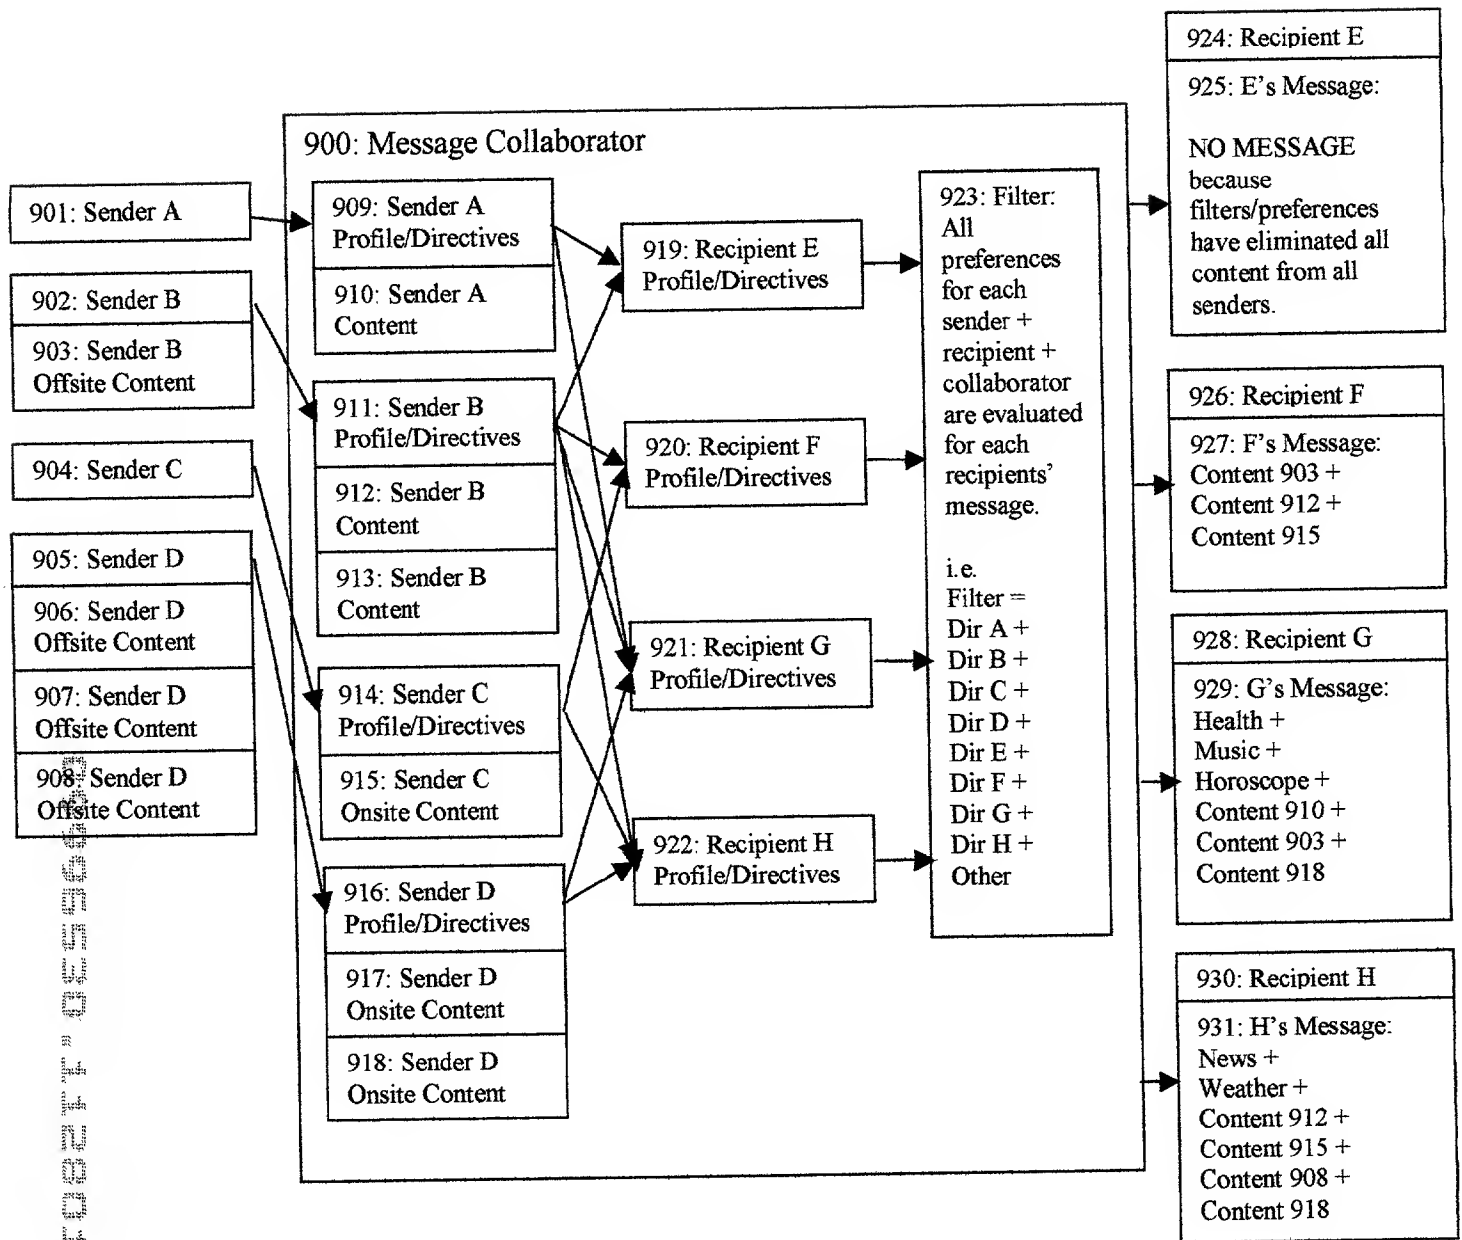 900: Message Collaborator
901: Sender A
902: Sender B
903: Sender B
Offsite Content
904: Sender C
905: Sender D
906: Sender D
Offsite Content
907: Sender D
Offsite Content
908: Sender D
Offsite Content
909: Sender A
Profile/Directives
910: Sender A
Content
911: Sender B
Profile/Directives
912: Sender B
Content
913: Sender B
Content
914: Sender C
Profile/Directives
915: Sender C
Onsite Content
916: Sender D
Profile/Directives
917: Sender D
Onsite Content
918: Sender D
Onsite Content
919: Recipient E
Profile/Directives
920: Recipient F
Profile/Directives
921: Recipient G
Profile/Directives
922: Recipient H
Profile/Directives
923: Filter:
All
preferences
for each
sender +
recipient +
collaborator
are evaluated
for each
recipients'
message.
i.e.
Filter =
Dir A +
Dir B +
Dir C +
Dir D +
Dir E +
Dir F +
Dir G +
Dir H +
Other
924: Recipient E
925: E's Message:
NO MESSAGE
because
filters/preferences
have eliminated all
content from all
senders.
926: Recipient F
927: F's Message:
Content 903 +
Content 912 +
Content 915
928: Recipient G
929: G's Message:
Health +
Music +
Horoscope +
Content 910 +
Content 903 +
Content 918
930: Recipient H
931: H's Message:
News +
Weather +
Content 912 +
Content 915 +
Content 908 +
Content 918